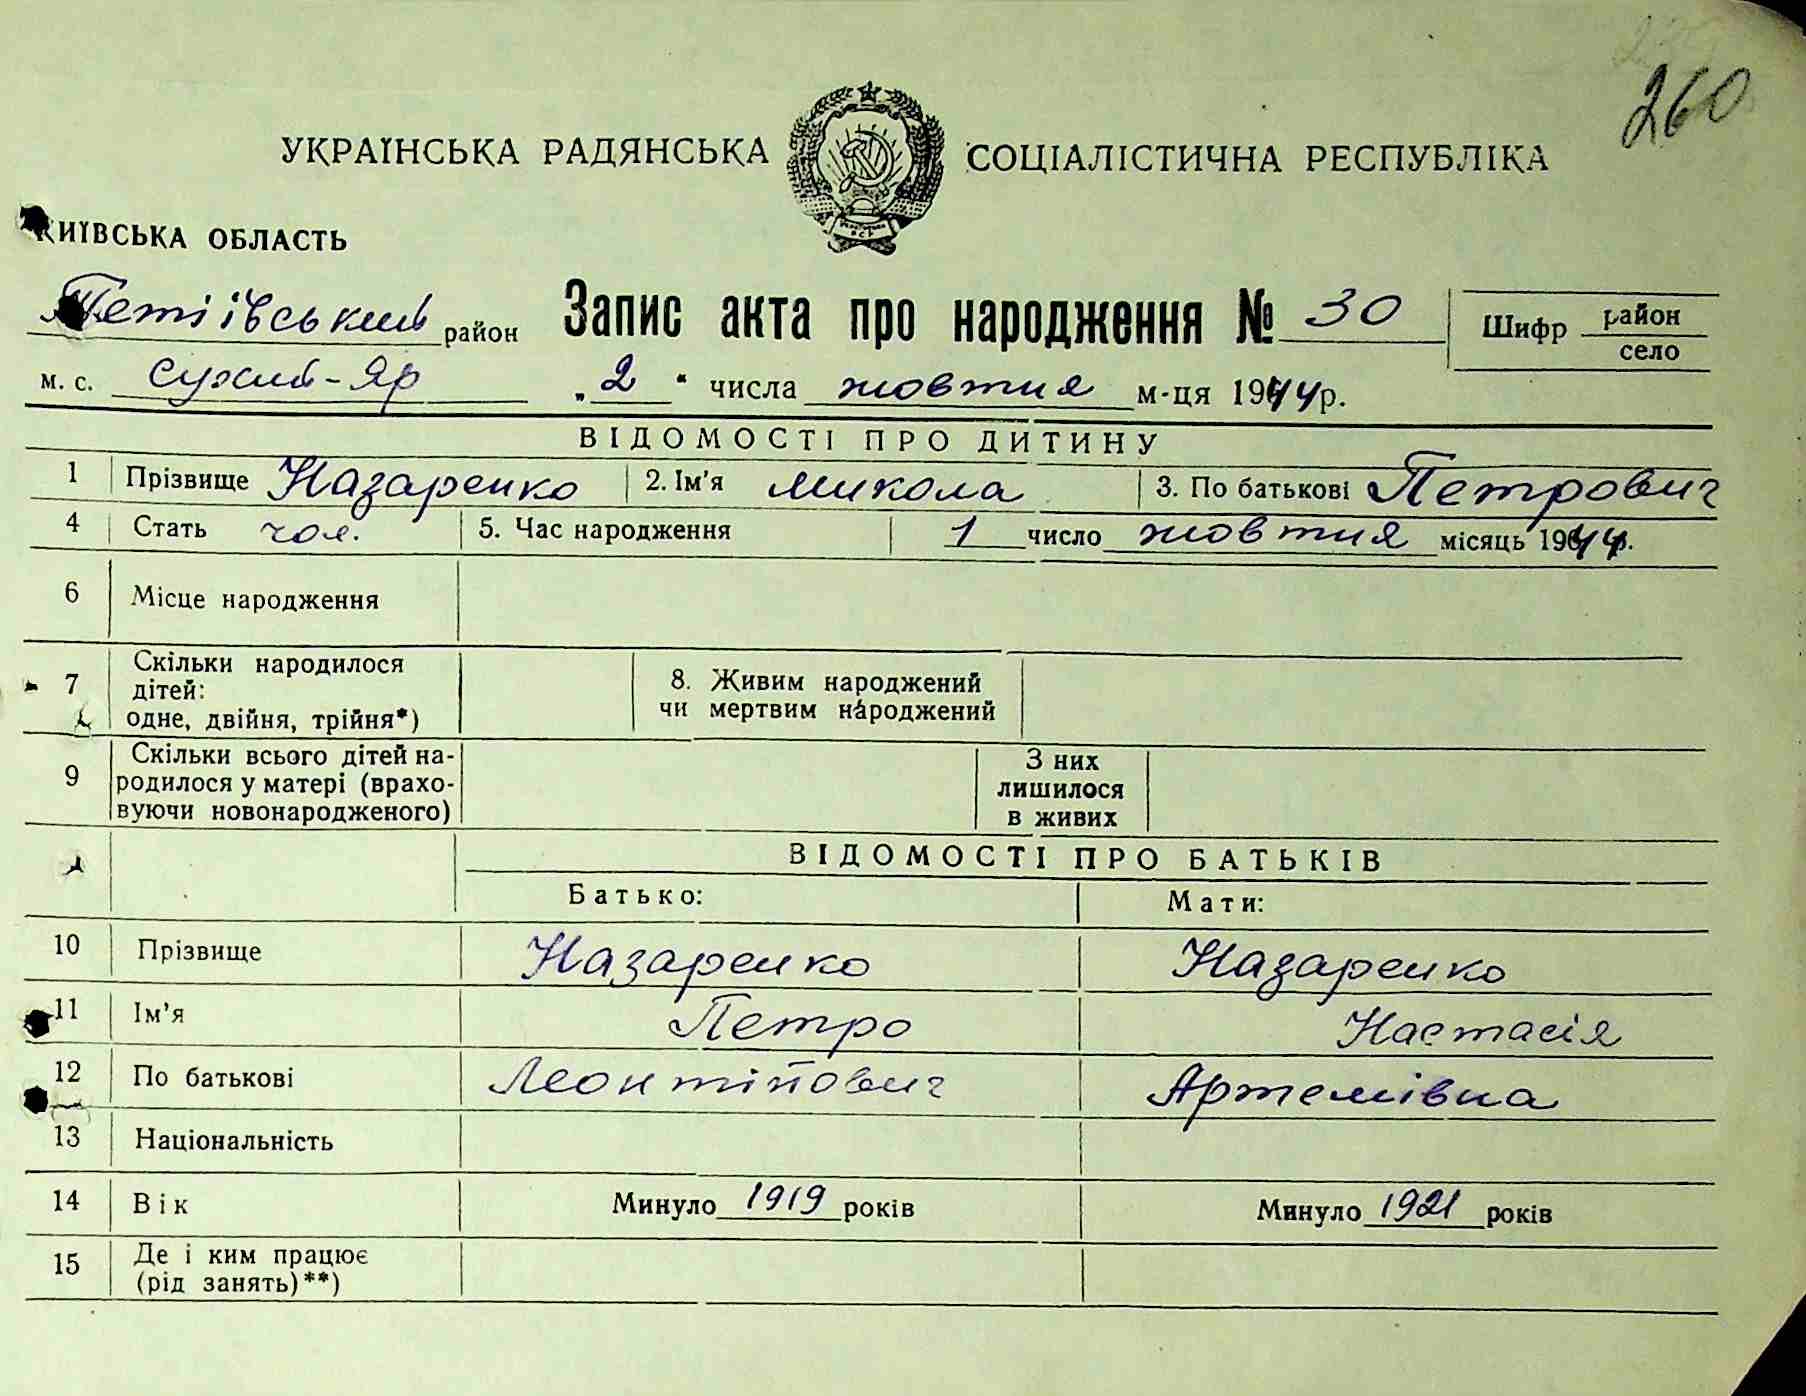 260
УКРАЇНСЬКА РАДЯНСЬКА СОЦІАЛІСТИЧНА РЕСПУБЛІКА
КИЇВСЬКА ОБЛАСТЬ
Тетіївський район Запис акта про народження № 30 Шифр район село
м. с. Сухий-Яр „2“ числа жовтня м-ця 1944 р.
ВІДОМОСТІ ПРО ДИТИНУ
1 Прізвище Назаренко 2. Ім'я Микола 3. По батькові Петрович
4 Стать чол. 5. Час народження 1 число жовтня місяць 1944 р.
6 Місце народження
7 Скільки народилося дітей: одне, двійня, трійня*) 8. Живим народжений чи мертвим народжений
9 Скільки всього дітей народилося у матері (враховуючи новонародженого) З них лишилося в живих
ВІДОМОСТІ ПРО БАТЬКІВ
Батько: Мати:
10 Прізвище Назаренко Назаренко
11 Ім'я Петро Настасія
12 По батькові Леонтійович Артемівна
13 Національність
14 Вік Минуло 1919 років Минуло 1921 років
15 Де і ким працює (рід занять)**)